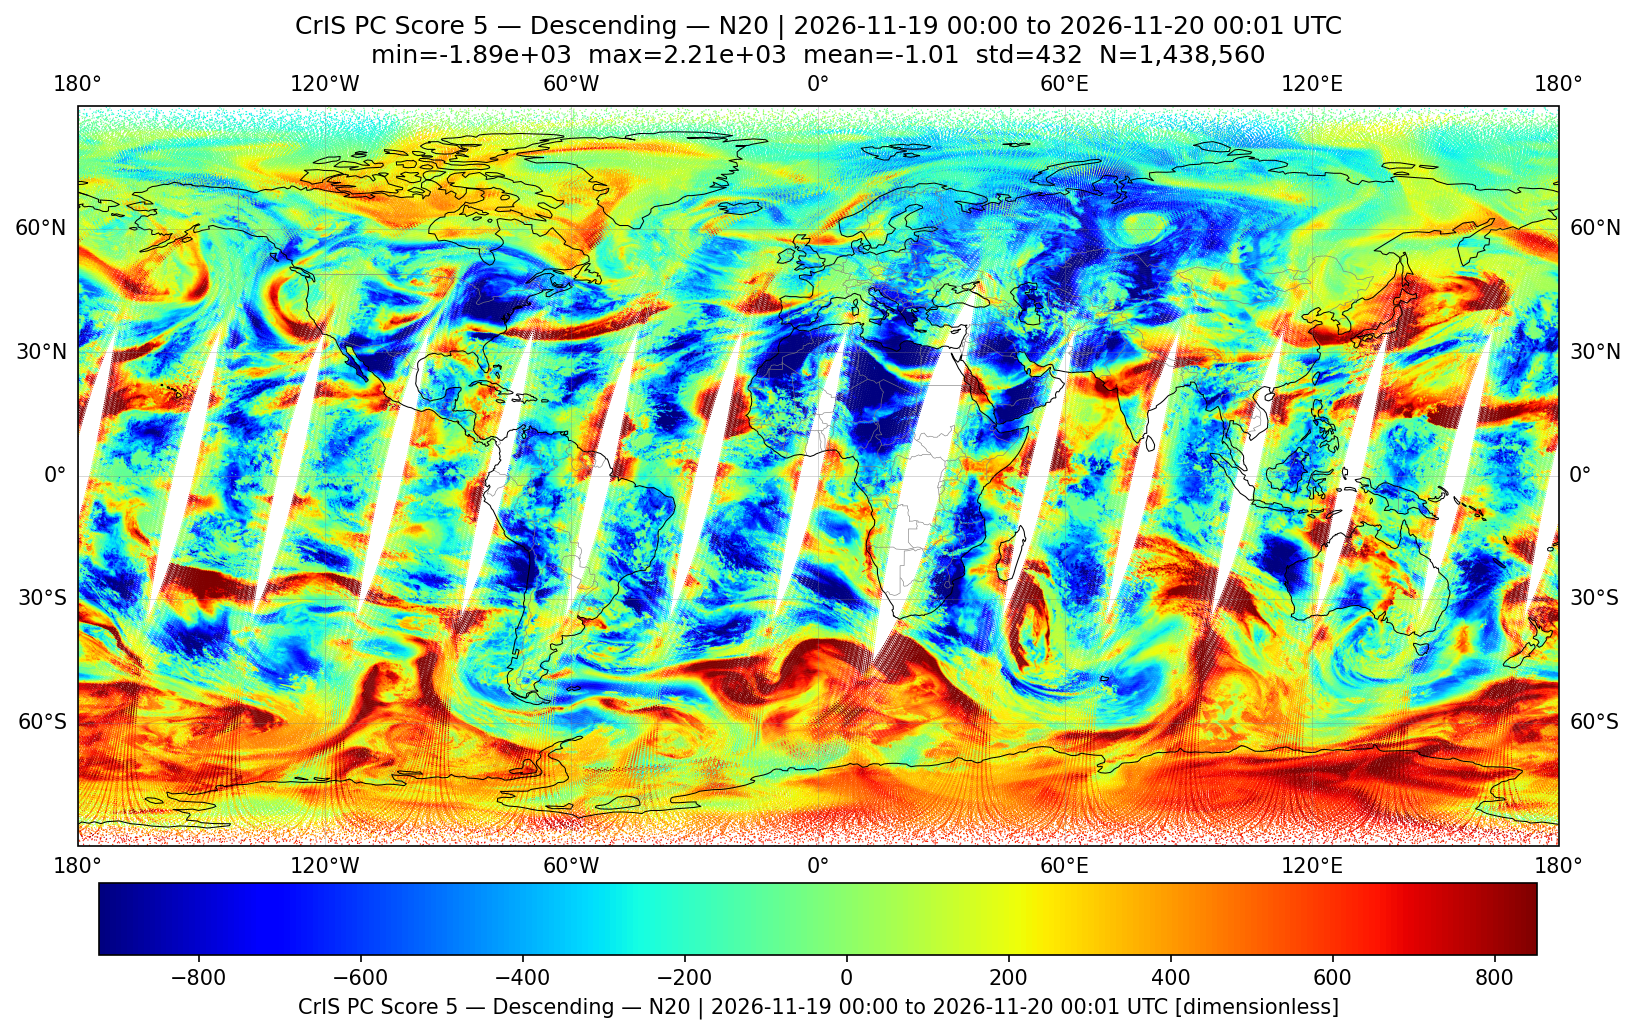 CrIS PC Score 5 — Descending — N20 | 2026-11-19 00:00 to 2026-11-20 00:01 UTC
min=-1.89e+03 max=2.21e+03 mean=-1.01 std=432 N=1,438,560
180° 120°W 60°W 0° 60°E 120°E 180°
60°N 60°N
30°N 30°N
0° 0°
30°S 30°S
60°S 60°S
180° 120°W 60°W 0° 60°E 120°E 180°
−800 −600 −400 −200 0 200 400 600 800
CrIS PC Score 5 — Descending — N20 | 2026-11-19 00:00 to 2026-11-20 00:01 UTC [dimensionless]